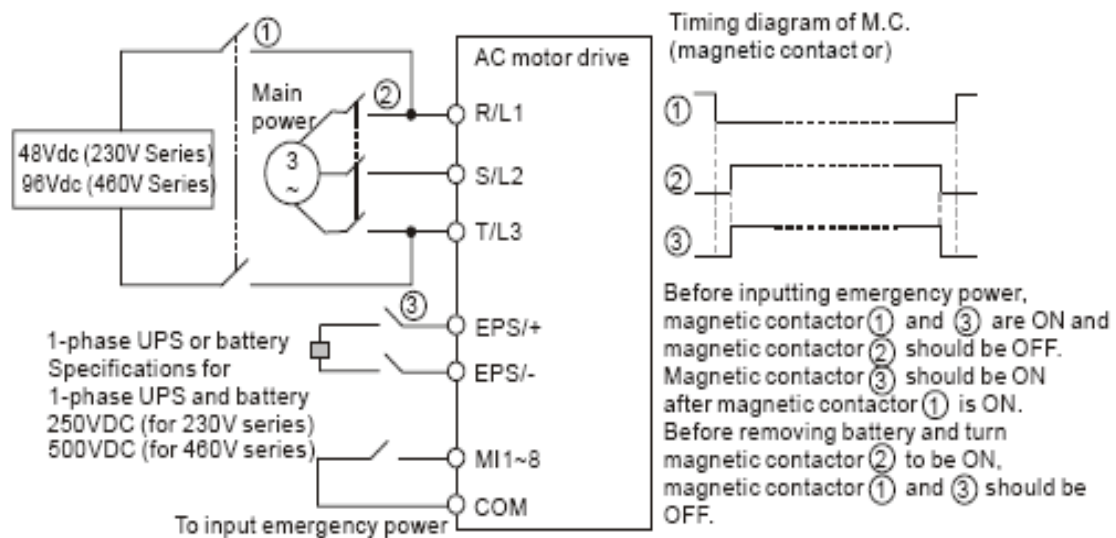 ①
Main
power
②
48Vdc (230V Series)
96Vdc (460V Series)
3
~
AC motor drive
R/L1
S/L2
T/L3
③
EPS/+
EPS/-
MI1~8
COM
1-phase UPS or battery
Specifications for
1-phase UPS and battery
250VDC (for 230V series)
500VDC (for 460V series)
To input emergency power
Timing diagram of M.C.
(magnetic contact or)
①
②
③
Before inputting emergency power,
magnetic contactor ① and ③ are ON and
magnetic contactor ② should be OFF.
Magnetic contactor ③ should be ON
after magnetic contactor ① is ON.
Before removing battery and turn
magnetic contactor ② to be ON,
magnetic contactor ① and ③ should be
OFF.